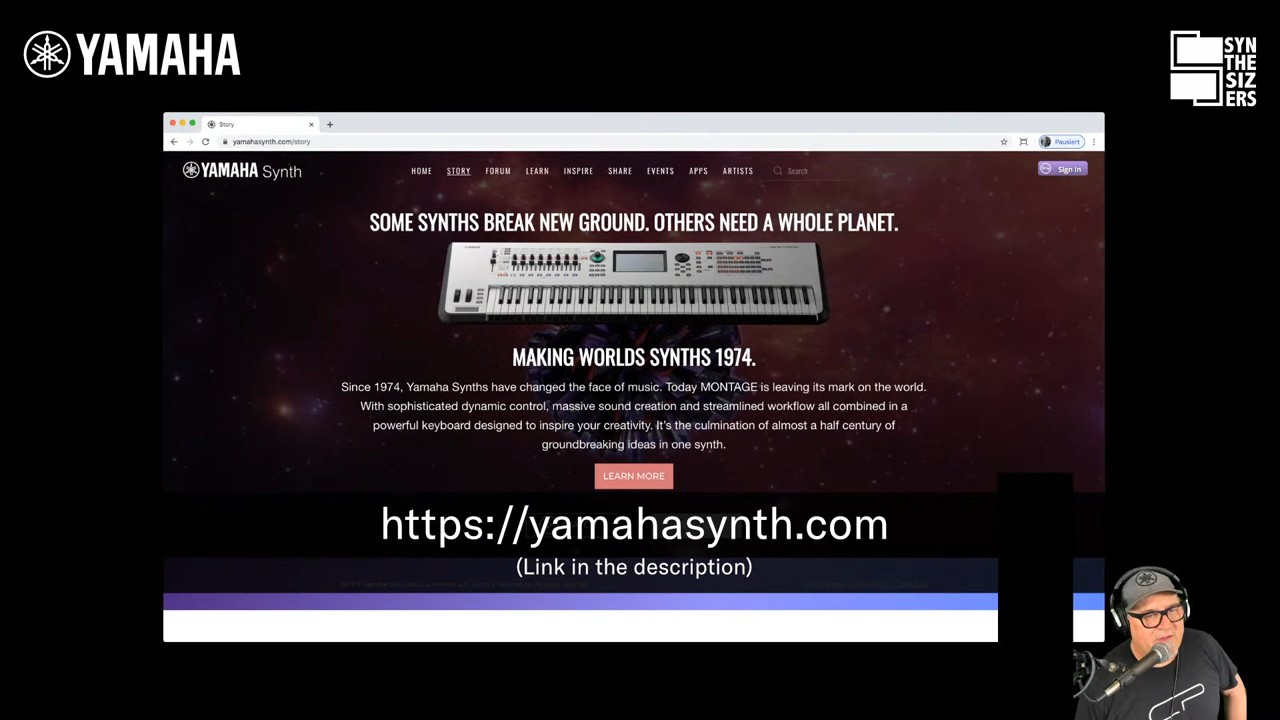 YAMAHA
SYN
THE
SIZ
ERS
Story
yamahasynth.com/story
Pausiert
YAMAHA Synth
HOME STORY FORUM LEARN INSPIRE SHARE EVENTS APPS ARTISTS Search
Sign In
SOME SYNTHS BREAK NEW GROUND. OTHERS NEED A WHOLE PLANET.
MAKING WORLDS SYNTHS 1974.
Since 1974, Yamaha Synths have changed the face of music. Today MONTAGE is leaving its mark on the world.
With sophisticated dynamic control, massive sound creation and streamlined workflow all combined in a
powerful keyboard designed to inspire your creativity. It's the culmination of almost a half century of
groundbreaking ideas in one synth.
LEARN MORE
https://yamahasynth.com
(Link in the description)